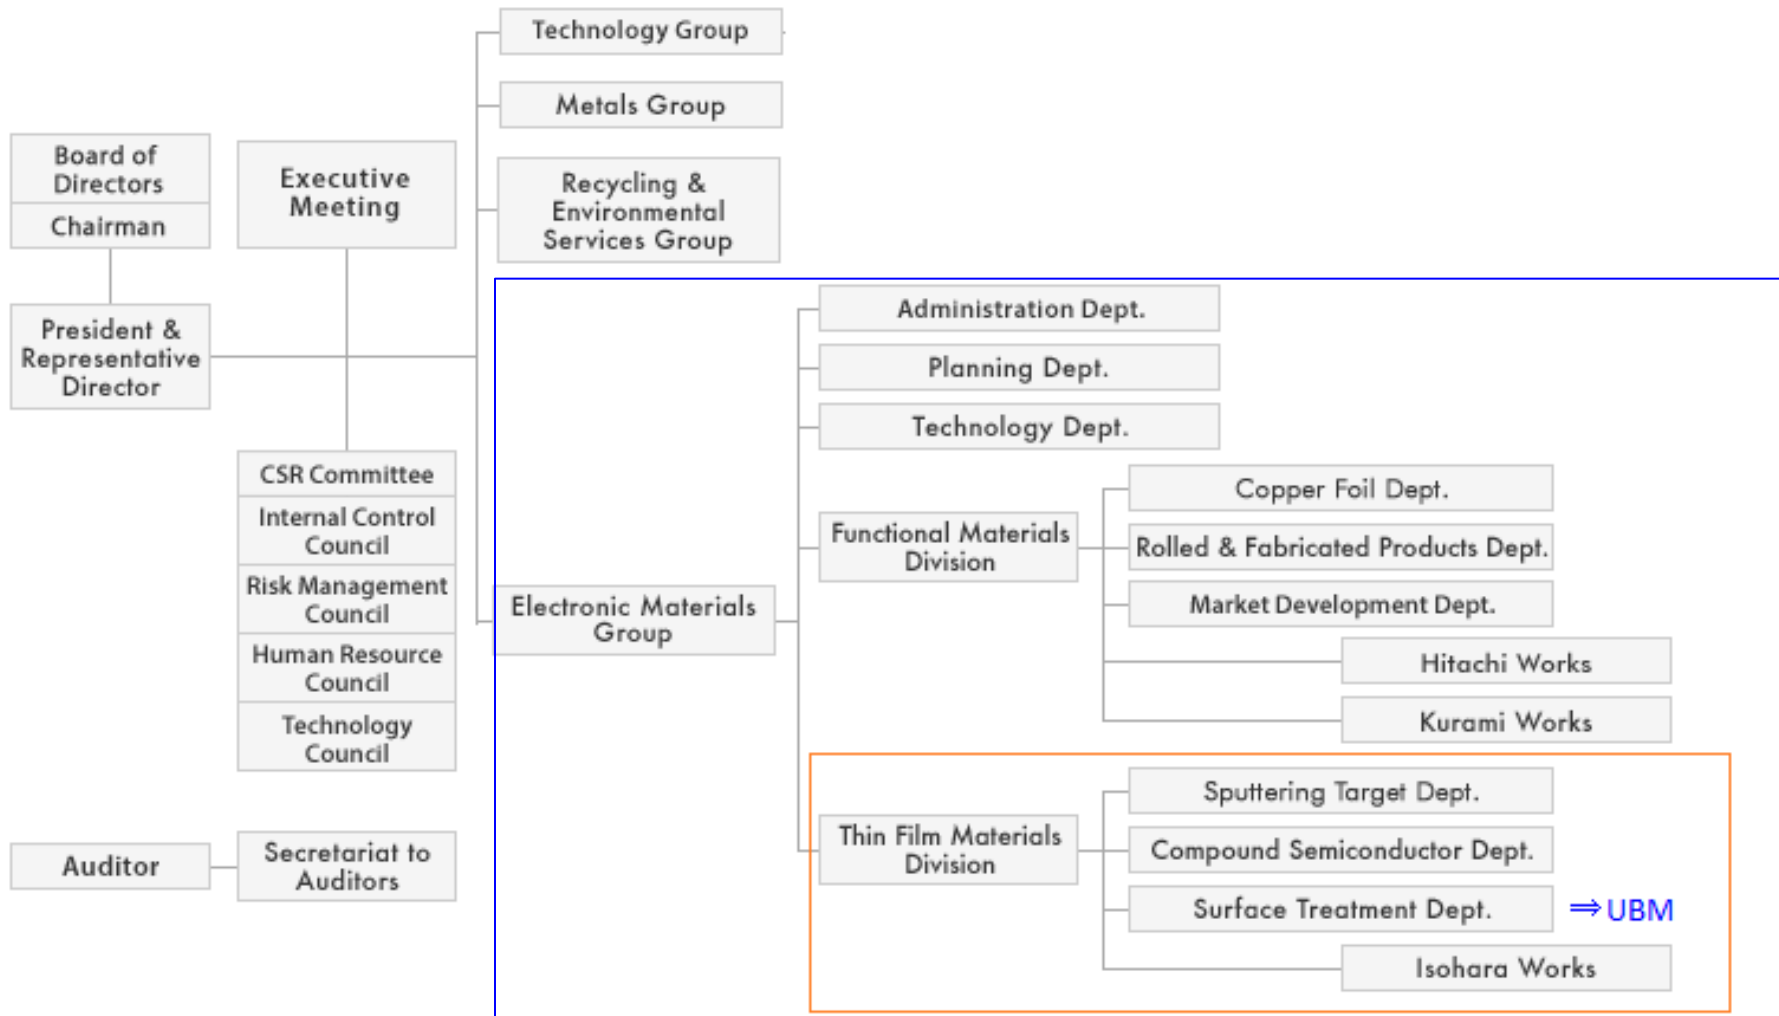 Technology Group
Metals Group
Recycling &
Environmental
Services Group
Board of
Directors
Chairman
Executive
Meeting
President &
Representative
Director
CSR Committee
Internal Control
Council
Risk Management
Council
Human Resource
Council
Technology
Council
Auditor
Secretariat to
Auditors
Electronic Materials
Group
Administration Dept.
Planning Dept.
Technology Dept.
Functional Materials
Division
Copper Foil Dept.
Rolled & Fabricated Products Dept.
Market Development Dept.
Hitachi Works
Kurami Works
Thin Film Materials
Division
Sputtering Target Dept.
Compound Semiconductor Dept.
Surface Treatment Dept. ⇒UBM
Isohara Works